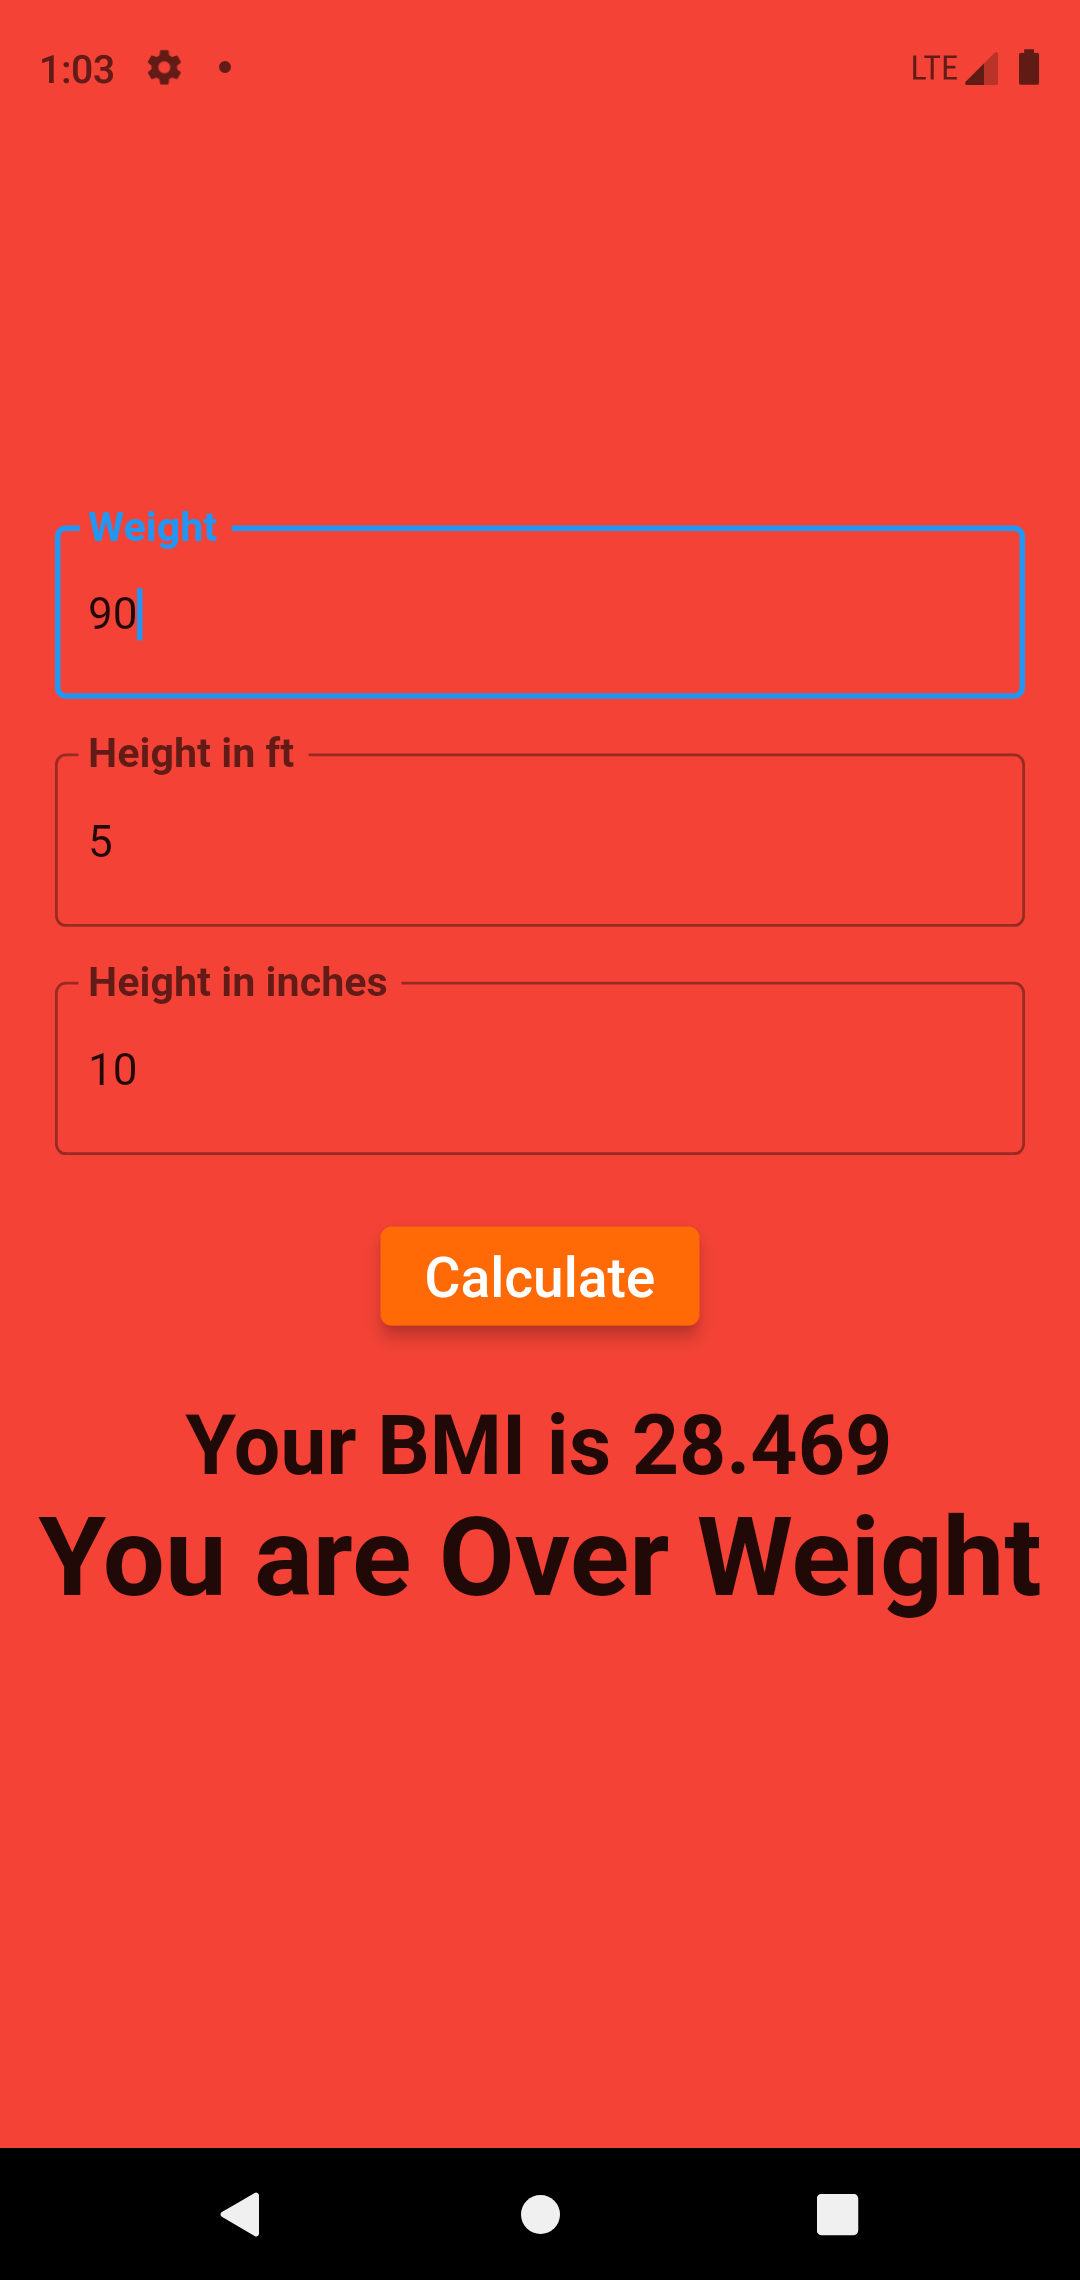 1:03 LTE
Weight
90
Height in ft
5
Height in inches
10
Calculate
Your BMI is 28.469
You are Over Weight